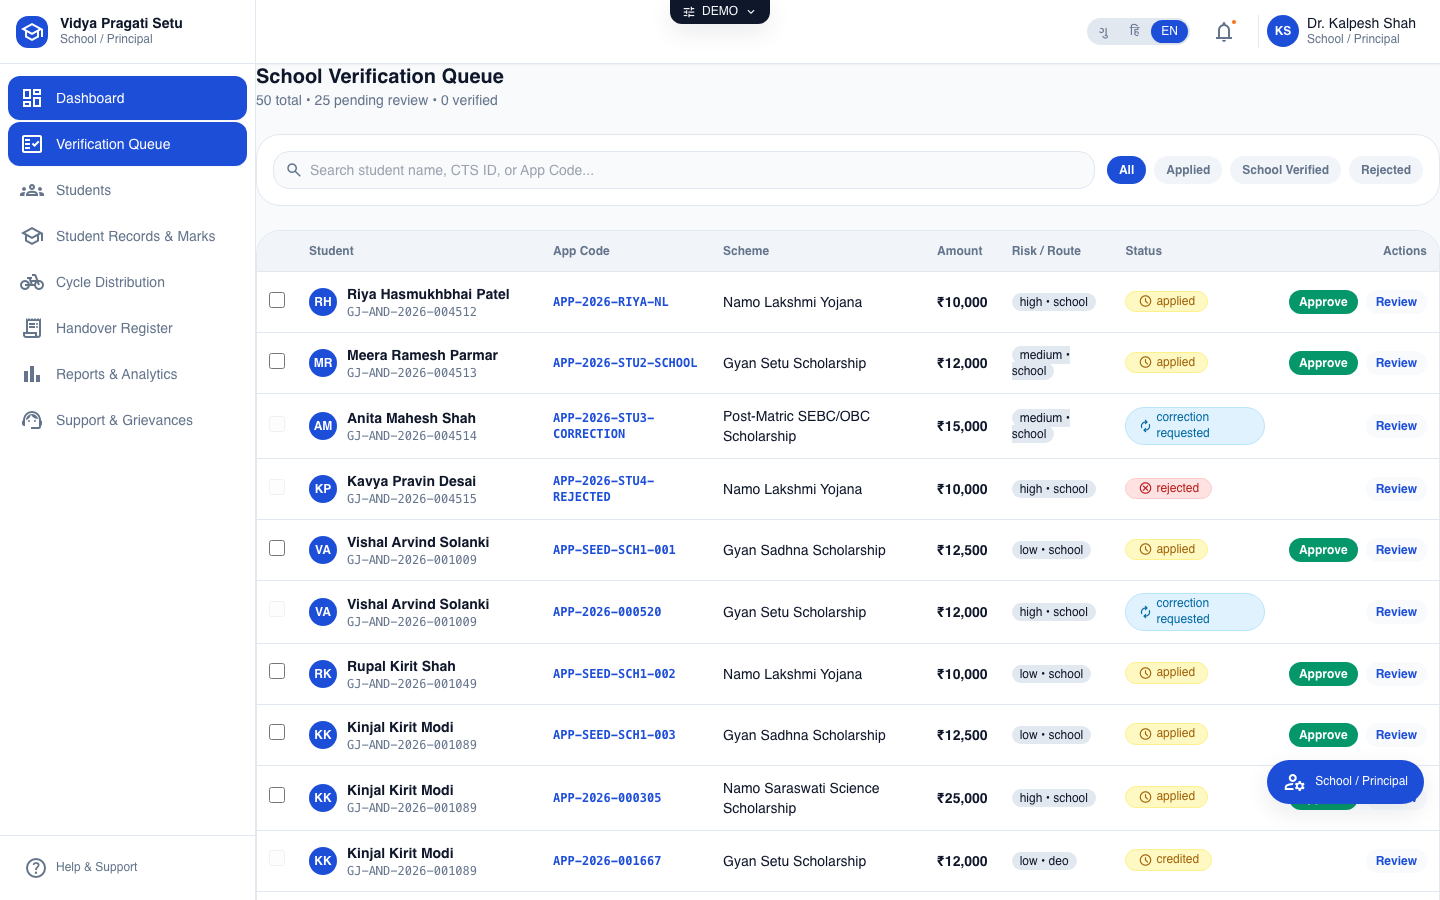 Vidya Pragati Setu
School / Principal
DEMO
ગુ
हि
EN
KS
Dr. Kalpesh Shah
School / Principal
Dashboard
Verification Queue
Students
Student Records & Marks
Cycle Distribution
Handover Register
Reports & Analytics
Support & Grievances
Help & Support
School Verification Queue
50 total • 25 pending review • 0 verified
Search student name, CTS ID, or App Code...
All
Applied
School Verified
Rejected
Student App Code Scheme Amount Risk / Route Status Actions
RH
Riya Hasmukhbhai Patel
GJ-AND-2026-004512
APP-2026-RIYA-NL
Namo Lakshmi Yojana
₹10,000
high • school
applied
Approve
Review
MR
Meera Ramesh Parmar
GJ-AND-2026-004513
APP-2026-STU2-SCHOOL
Gyan Setu Scholarship
₹12,000
medium •
school
applied
Approve
Review
AM
Anita Mahesh Shah
GJ-AND-2026-004514
APP-2026-STU3-
CORRECTION
Post-Matric SEBC/OBC
Scholarship
₹15,000
medium •
school
correction
requested
Review
KP
Kavya Pravin Desai
GJ-AND-2026-004515
APP-2026-STU4-
REJECTED
Namo Lakshmi Yojana
₹10,000
high • school
rejected
Review
VA
Vishal Arvind Solanki
GJ-AND-2026-001009
APP-SEED-SCH1-001
Gyan Sadhna Scholarship
₹12,500
low • school
applied
Approve
Review
VA
Vishal Arvind Solanki
GJ-AND-2026-001009
APP-2026-000520
Gyan Setu Scholarship
₹12,000
high • school
correction
requested
Review
RK
Rupal Kirit Shah
GJ-AND-2026-001049
APP-SEED-SCH1-002
Namo Lakshmi Yojana
₹10,000
low • school
applied
Approve
Review
KK
Kinjal Kirit Modi
GJ-AND-2026-001089
APP-SEED-SCH1-003
Gyan Sadhna Scholarship
₹12,500
low • school
applied
Approve
Review
KK
Kinjal Kirit Modi
GJ-AND-2026-001089
APP-2026-000305
Namo Saraswati Science
Scholarship
₹25,000
high • school
applied
School / Principal
KK
Kinjal Kirit Modi
GJ-AND-2026-001089
APP-2026-001667
Gyan Setu Scholarship
₹12,000
low • deo
credited
Review